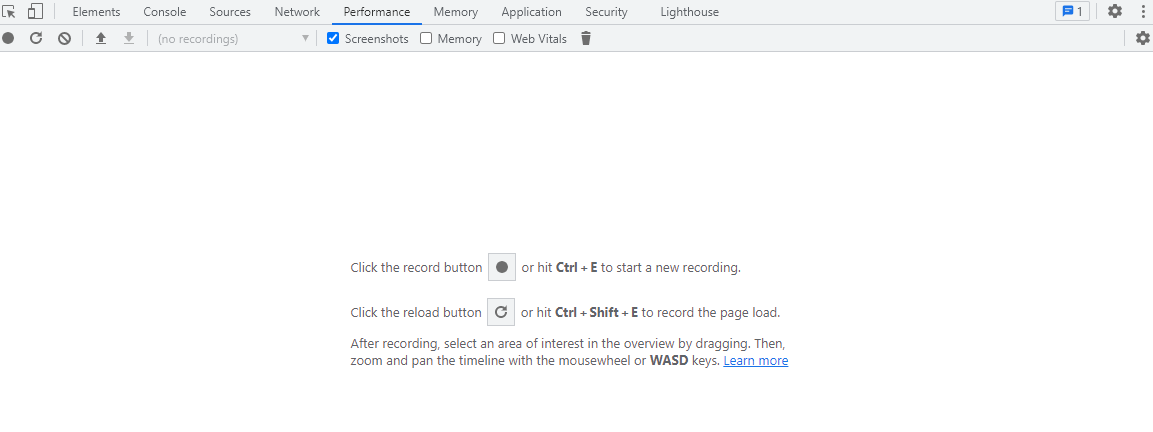 Elements Console Sources Network Performance Memory Application Security Lighthouse 1
(no recordings) Screenshots Memory Web Vitals
Click the record button or hit Ctrl + E to start a new recording.
Click the reload button or hit Ctrl + Shift + E to record the page load.
After recording, select an area of interest in the overview by dragging. Then,
zoom and pan the timeline with the mousewheel or WASD keys. Learn more